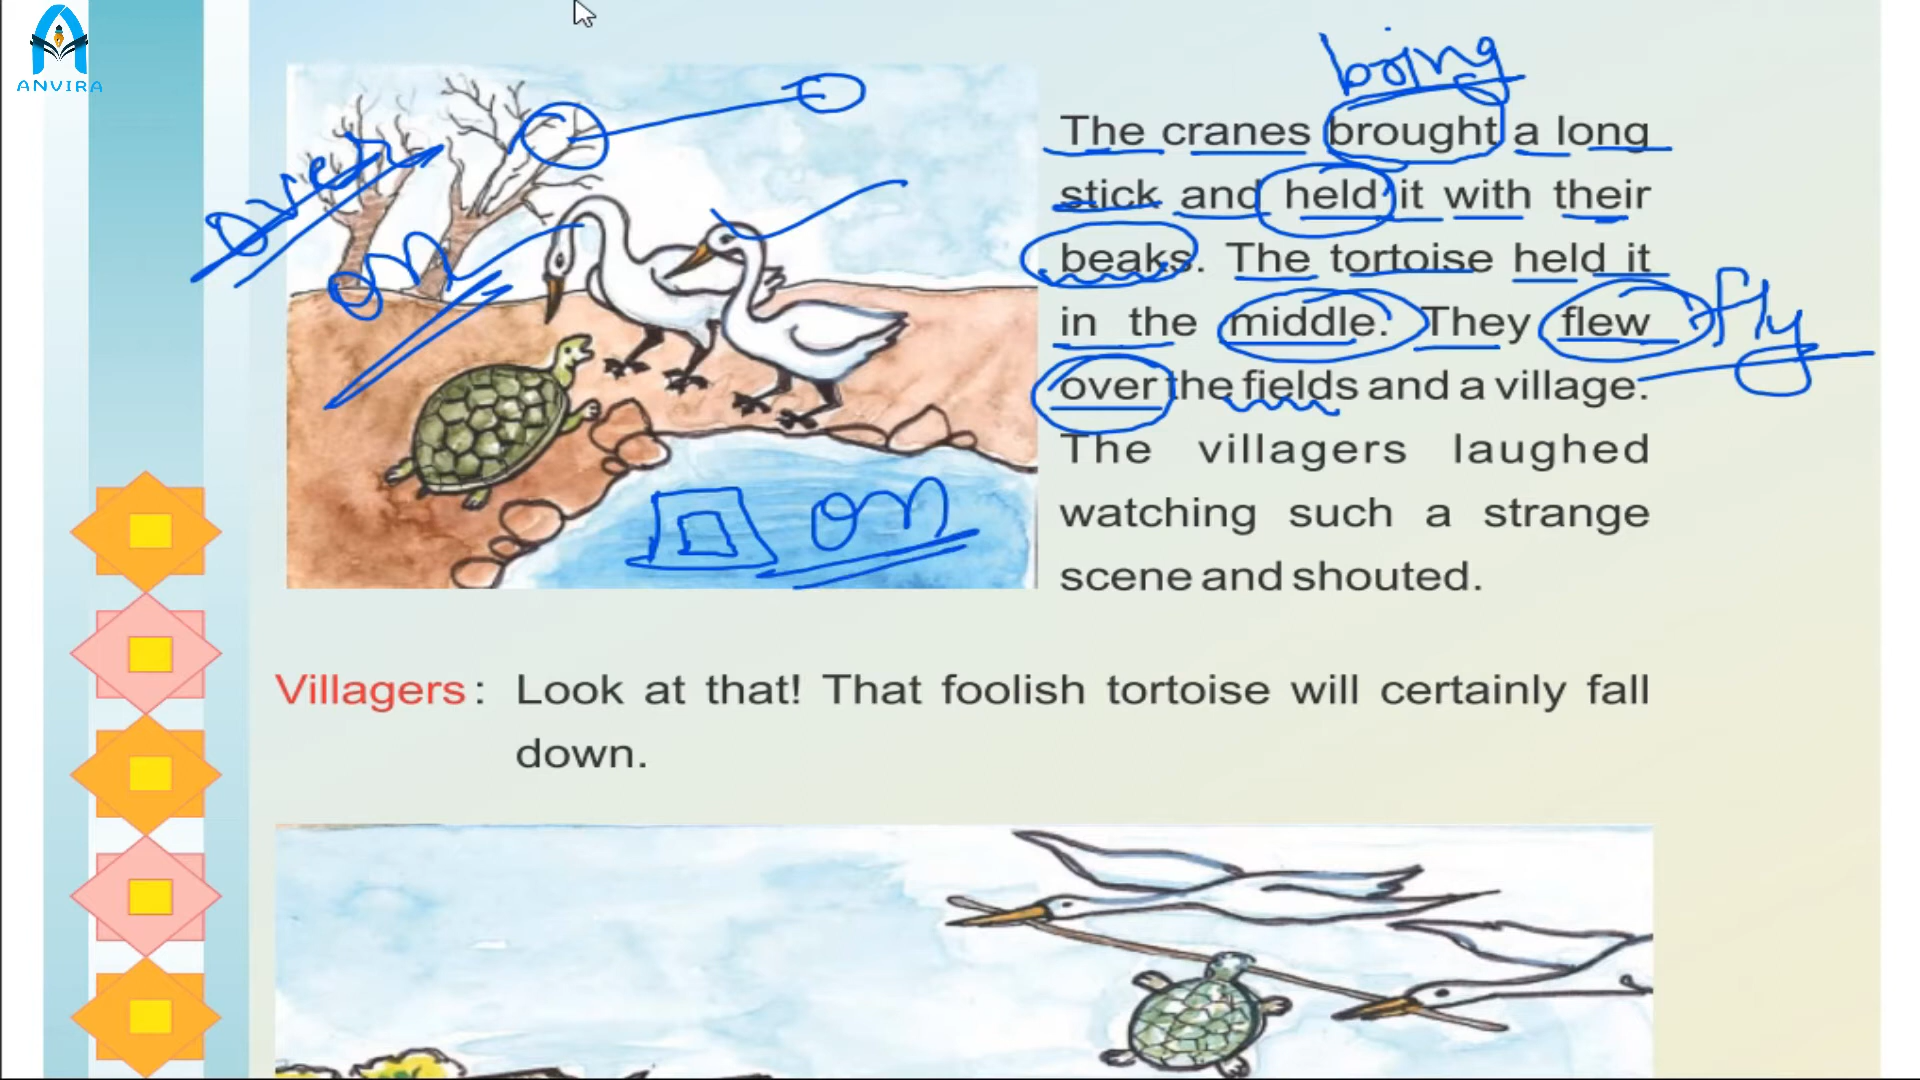 ANVIRA
bring
The cranes brought a long
stick and held it with their
beaks. The tortoise held it
in the middle. They flew fly
over the fields and a village.
The villagers laughed
watching such a strange
scene and shouted.
over
on
on
Villagers : Look at that! That foolish tortoise will certainly fall
down.